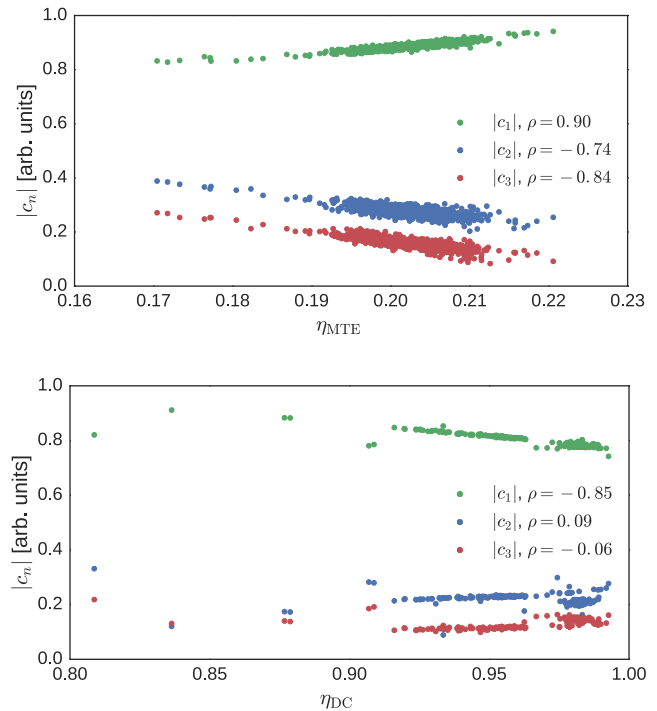 1.0
0.8
0.6
0.4
0.2
0.0
|c_n| [arb. units]
|c_1|, ρ = 0.90
|c_2|, ρ = −0.74
|c_3|, ρ = −0.84
0.16 0.17 0.18 0.19 0.20 0.21 0.22 0.23
η_MTE
1.0
0.8
0.6
0.4
0.2
0.0
|c_n| [arb. units]
|c_1|, ρ = −0.85
|c_2|, ρ = 0.09
|c_3|, ρ = −0.06
0.80 0.85 0.90 0.95 1.00
η_DC